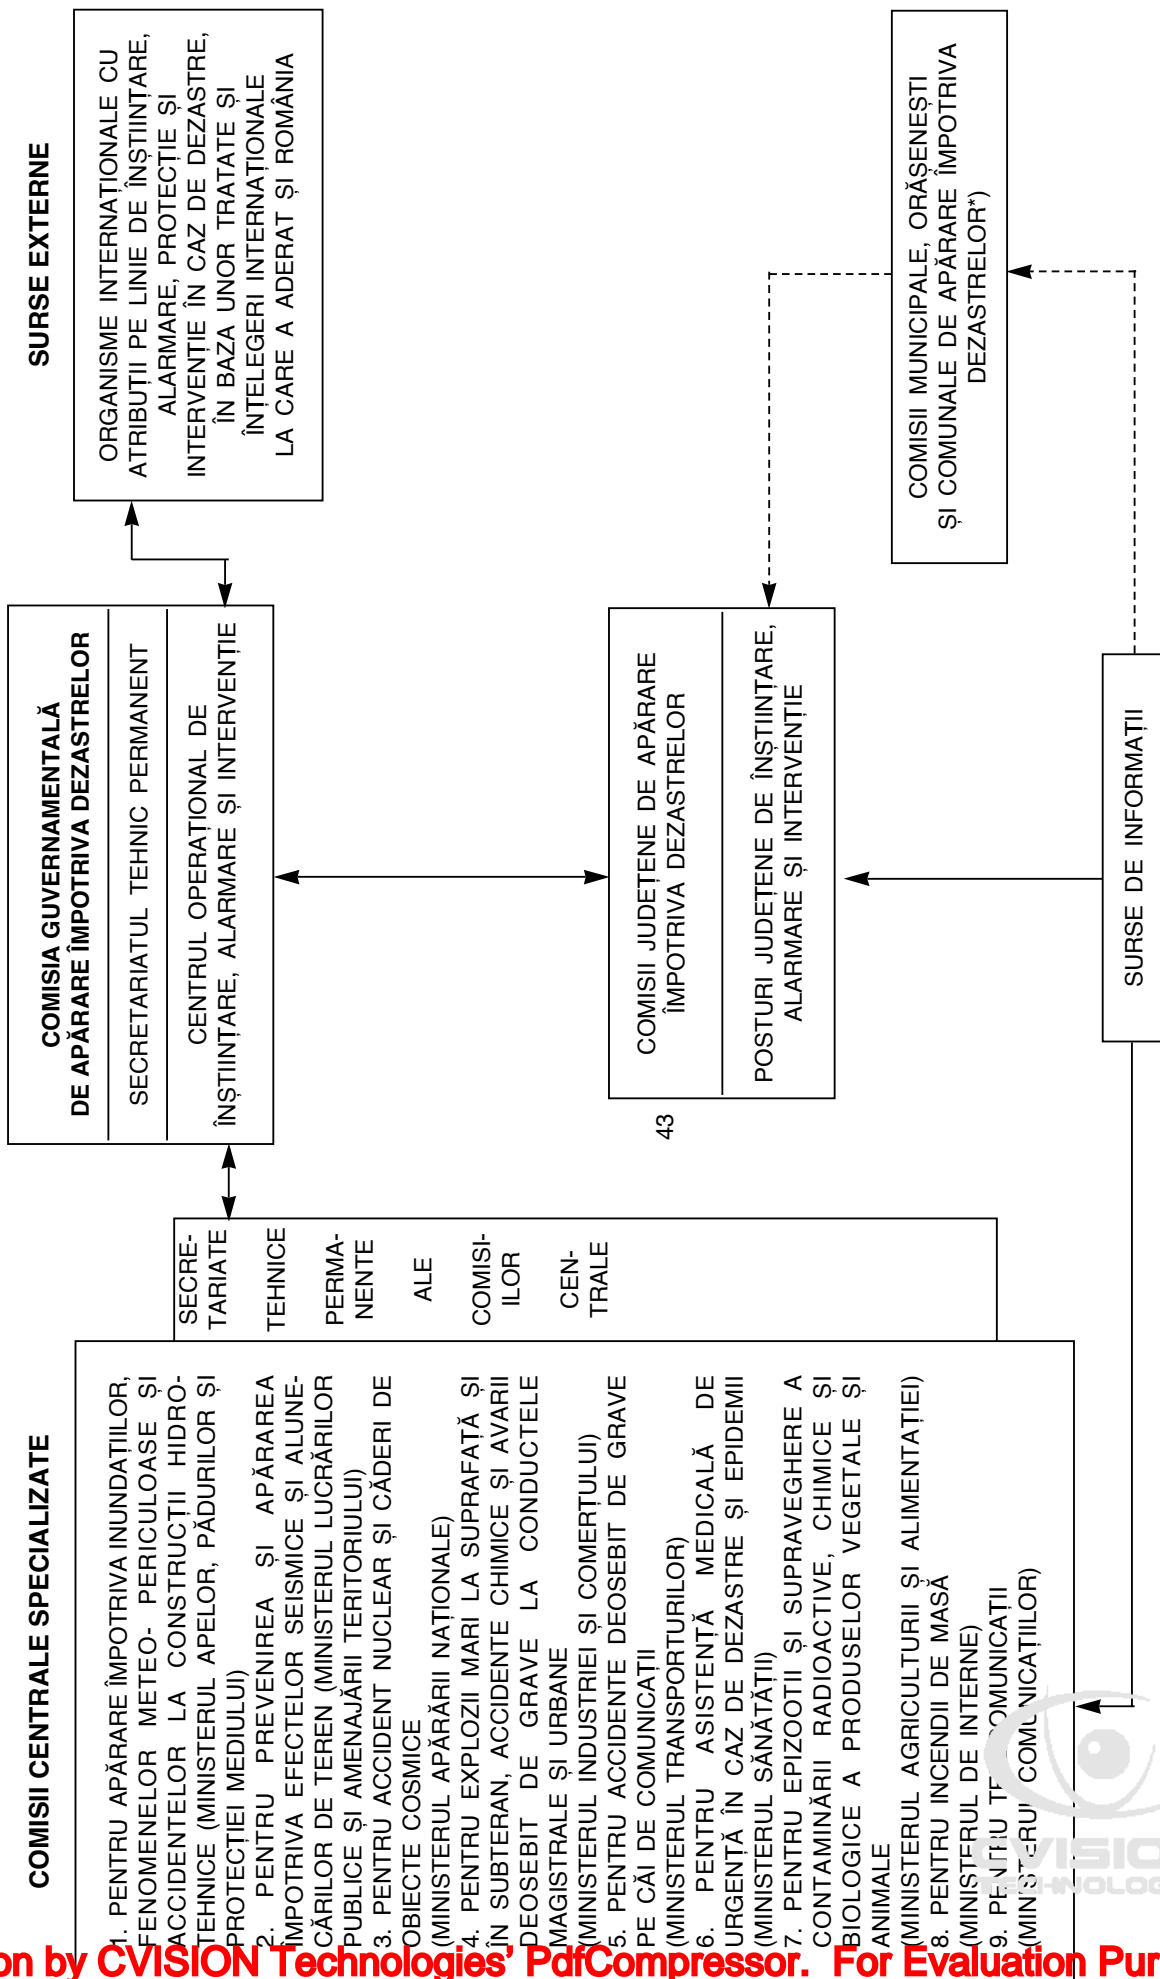 COMISII CENTRALE SPECIALIZATE
1. PENTRU APĂRARE ÎMPOTRIVA INUNDAȚIILOR,
FENOMENELOR METEO- PERICULOASE ȘI
ACCIDENTELOR LA CONSTRUCȚII HIDRO-
TEHNICE (MINISTERUL APELOR, PĂDURILOR ȘI
PROTECȚIEI MEDIULUI)
2. PENTRU PREVENIREA ȘI APĂRAREA
ÎMPOTRIVA EFECTELOR SEISMICE ȘI ALUNE-
CĂRILOR DE TEREN (MINISTERUL LUCRĂRILOR
PUBLICE ȘI AMENAJĂRII TERITORIULUI)
3. PENTRU ACCIDENT NUCLEAR ȘI CĂDERI DE
OBIECTE COSMICE
(MINISTERUL APĂRĂRII NAȚIONALE)
4. PENTRU EXPLOZII MARI LA SUPRAFAȚĂ ȘI
ÎN SUBTERAN, ACCIDENTE CHIMICE ȘI AVARII
DEOSEBIT DE GRAVE LA CONDUCTELE
MAGISTRALE ȘI URBANE
(MINISTERUL INDUSTRIEI ȘI COMERȚULUI)
5. PENTRU ACCIDENTE DEOSEBIT DE GRAVE
PE CĂI DE COMUNICAȚII
(MINISTERUL TRANSPORTURILOR)
6. PENTRU ASISTENȚĂ MEDICALĂ DE
URGENȚĂ ÎN CAZ DE DEZASTRE ȘI EPIDEMII
(MINISTERUL SĂNĂTĂȚII)
7. PENTRU EPIZOOTII ȘI SUPRAVEGHERE A
CONTAMINĂRII RADIOACTIVE, CHIMICE ȘI
BIOLOGICE A PRODUSELOR VEGETALE ȘI
ANIMALE
(MINISTERUL AGRICULTURII ȘI ALIMENTAȚIEI)
8. PENTRU INCENDII DE MASĂ
(MINISTERUL DE INTERNE)
9. PENTRU TELECOMUNICAȚII
(MINISTERUL COMUNICAȚIILOR)
SECRE-
TARIATE
TEHNICE
PERMA-
NENTE
ALE
COMISI-
ILOR
CEN-
TRALE
COMISIA GUVERNAMENTALĂ
DE APĂRARE ÎMPOTRIVA DEZASTRELOR
SECRETARIATUL TEHNIC PERMANENT
CENTRUL OPERAȚIONAL DE
ÎNȘTIINȚARE, ALARMARE ȘI INTERVENȚIE
43
COMISII JUDEȚENE DE APĂRARE
ÎMPOTRIVA DEZASTRELOR
POSTURI JUDEȚENE DE ÎNȘTIINȚARE,
ALARMARE ȘI INTERVENȚIE
SURSE DE INFORMAȚII
SURSE EXTERNE
ORGANISME INTERNAȚIONALE CU
ATRIBUȚII PE LINIE DE ÎNȘTIINȚARE,
ALARMARE, PROTECȚIE ȘI
INTERVENȚIE ÎN CAZ DE DEZASTRE,
ÎN BAZA UNOR TRATATE ȘI
ÎNȚELEGERI INTERNAȚIONALE
LA CARE A ADERAT ȘI ROMÂNIA
COMISII MUNICIPALE, ORĂȘENEȘTI
ȘI COMUNALE DE APĂRARE ÎMPOTRIVA
DEZASTRELOR*)
on by CVISION Technologies' PdfCompressor. For Evaluation Pur